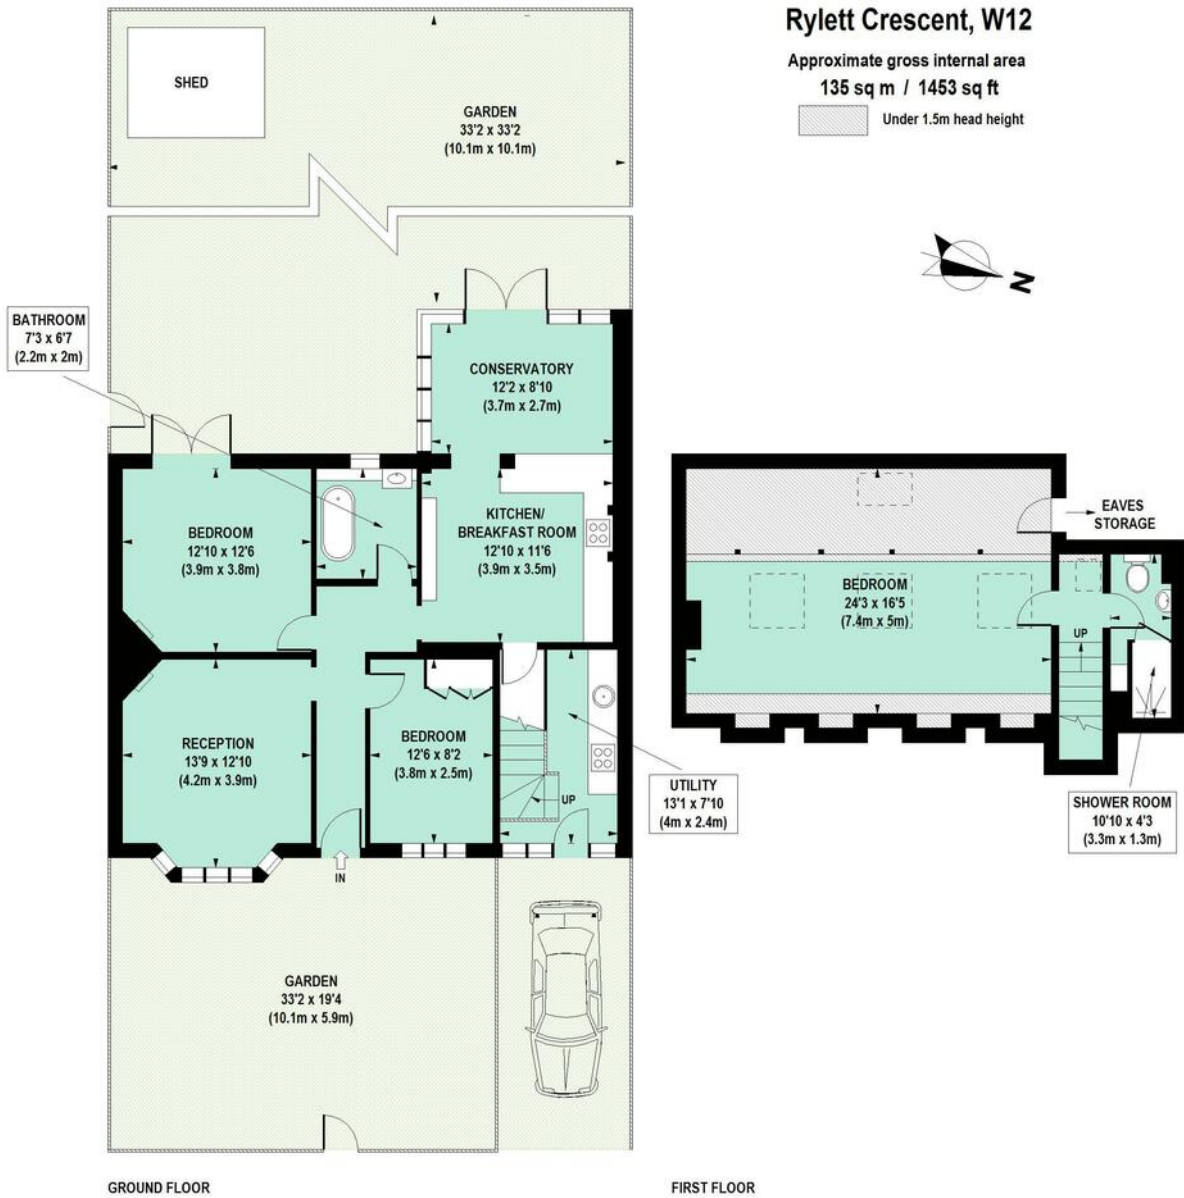 Rylett Crescent, W12
Approximate gross internal area
135 sq m / 1453 sq ft
Under 1.5m head height
N
SHED
GARDEN
33'2 x 33'2
(10.1m x 10.1m)
BATHROOM
7'3 x 6'7
(2.2m x 2m)
CONSERVATORY
12'2 x 8'10
(3.7m x 2.7m)
BEDROOM
12'10 x 12'6
(3.9m x 3.8m)
KITCHEN/
BREAKFAST ROOM
12'10 x 11'6
(3.9m x 3.5m)
RECEPTION
13'9 x 12'10
(4.2m x 3.9m)
BEDROOM
12'6 x 8'2
(3.8m x 2.5m)
UP
UTILITY
13'1 x 7'10
(4m x 2.4m)
IN
GARDEN
33'2 x 19'4
(10.1m x 5.9m)
GROUND FLOOR
EAVES
STORAGE
BEDROOM
24'3 x 16'5
(7.4m x 5m)
UP
SHOWER ROOM
10'10 x 4'3
(3.3m x 1.3m)
FIRST FLOOR